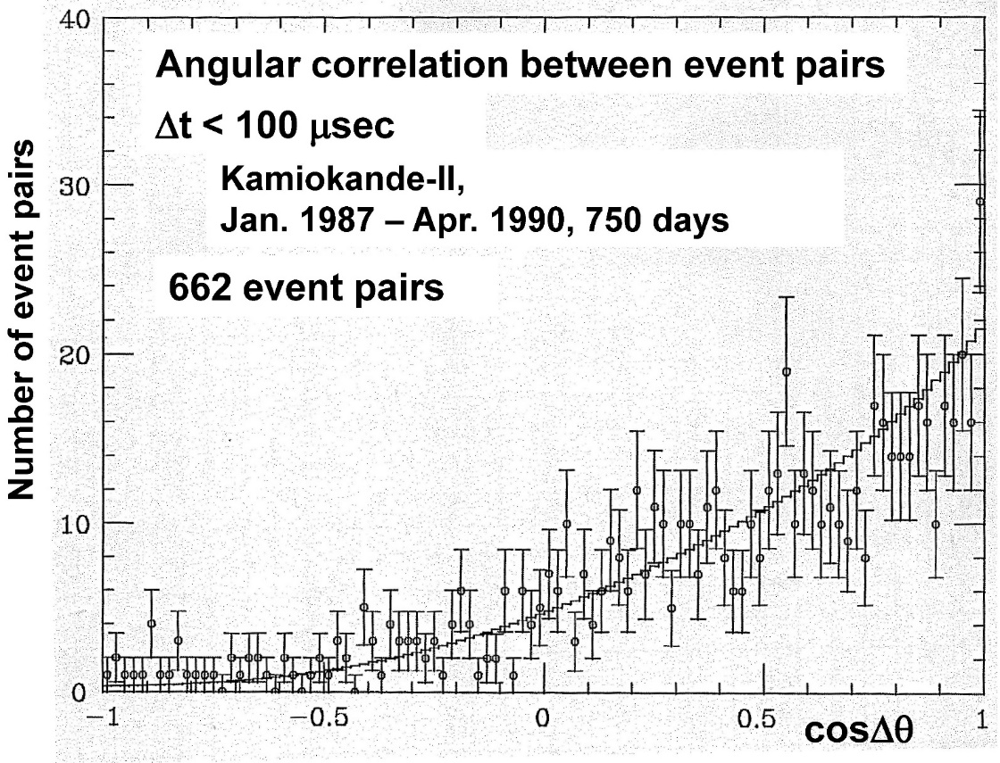 40
Angular correlation between event pairs
Δt < 100 μsec
Kamiokande-II,
Jan. 1987 – Apr. 1990, 750 days
662 event pairs
Number of event pairs
30
20
10
0
−1
−0.5
0
0.5
1
cosΔθ